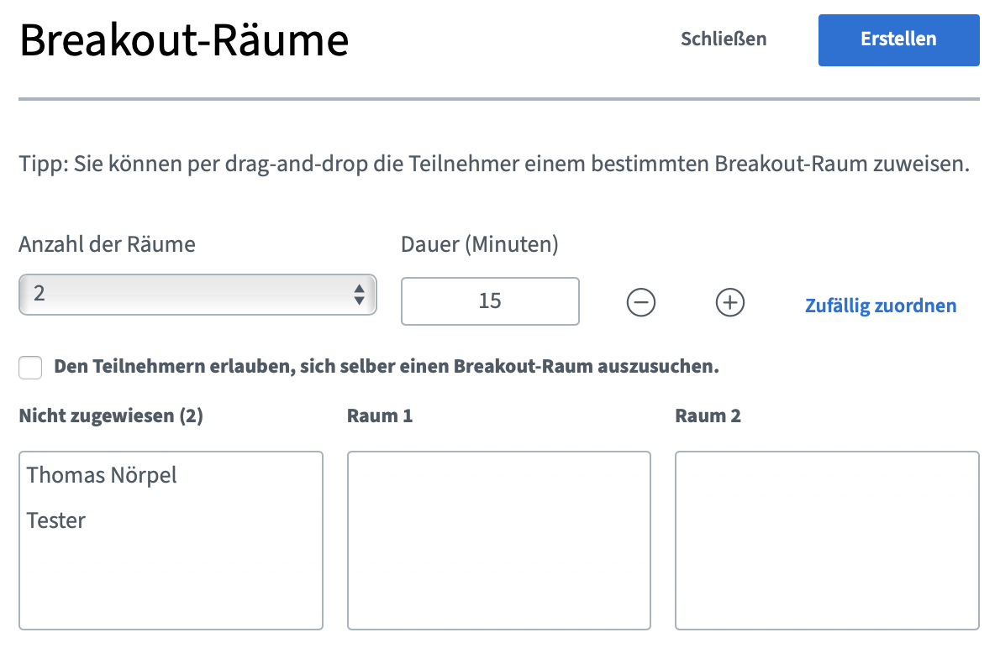 Breakout-Räume
Schließen
Erstellen
Tipp: Sie können per drag-and-drop die Teilnehmer einem bestimmten Breakout-Raum zuweisen.
Anzahl der Räume
Dauer (Minuten)
2
15
Zufällig zuordnen
Den Teilnehmern erlauben, sich selber einen Breakout-Raum auszusuchen.
Nicht zugewiesen (2)
Raum 1
Raum 2
Thomas Nörpel
Tester